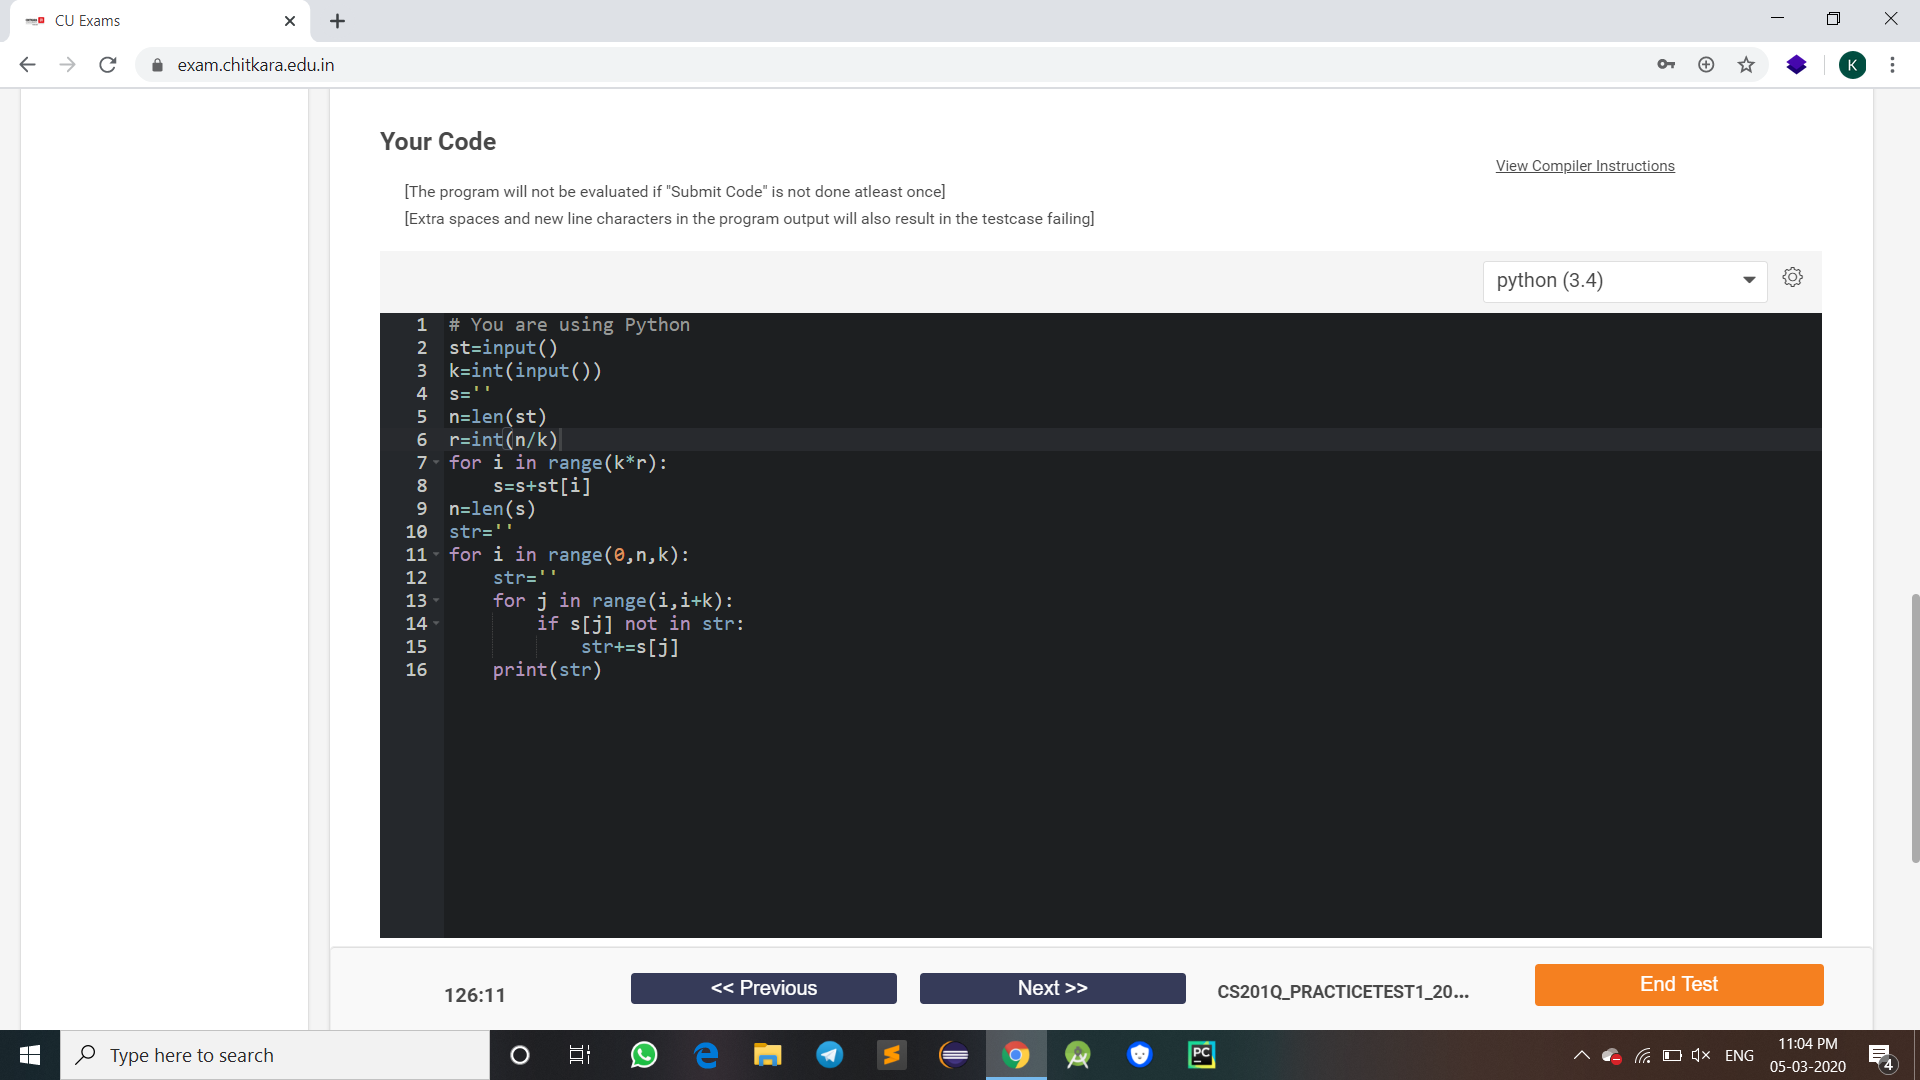 CU Exams
exam.chitkara.edu.in
K
Your Code
View Compiler Instructions
[The program will not be evaluated if "Submit Code" is not done atleast once]
[Extra spaces and new line characters in the program output will also result in the testcase failing]
python (3.4)
1 # You are using Python
2 st=input()
3 k=int(input())
4 s=''
5 n=len(st)
6 r=int(n/k)
7 for i in range(k*r):
8     s=s+st[i]
9 n=len(s)
10 str=''
11 for i in range(0,n,k):
12     str=''
13     for j in range(i,i+k):
14         if s[j] not in str:
15             str+=s[j]
16     print(str)
126:11
<< Previous
Next >>
CS201Q_PRACTICETEST1_20...
End Test
Type here to search
PC
ENG
11:04 PM
05-03-2020
4